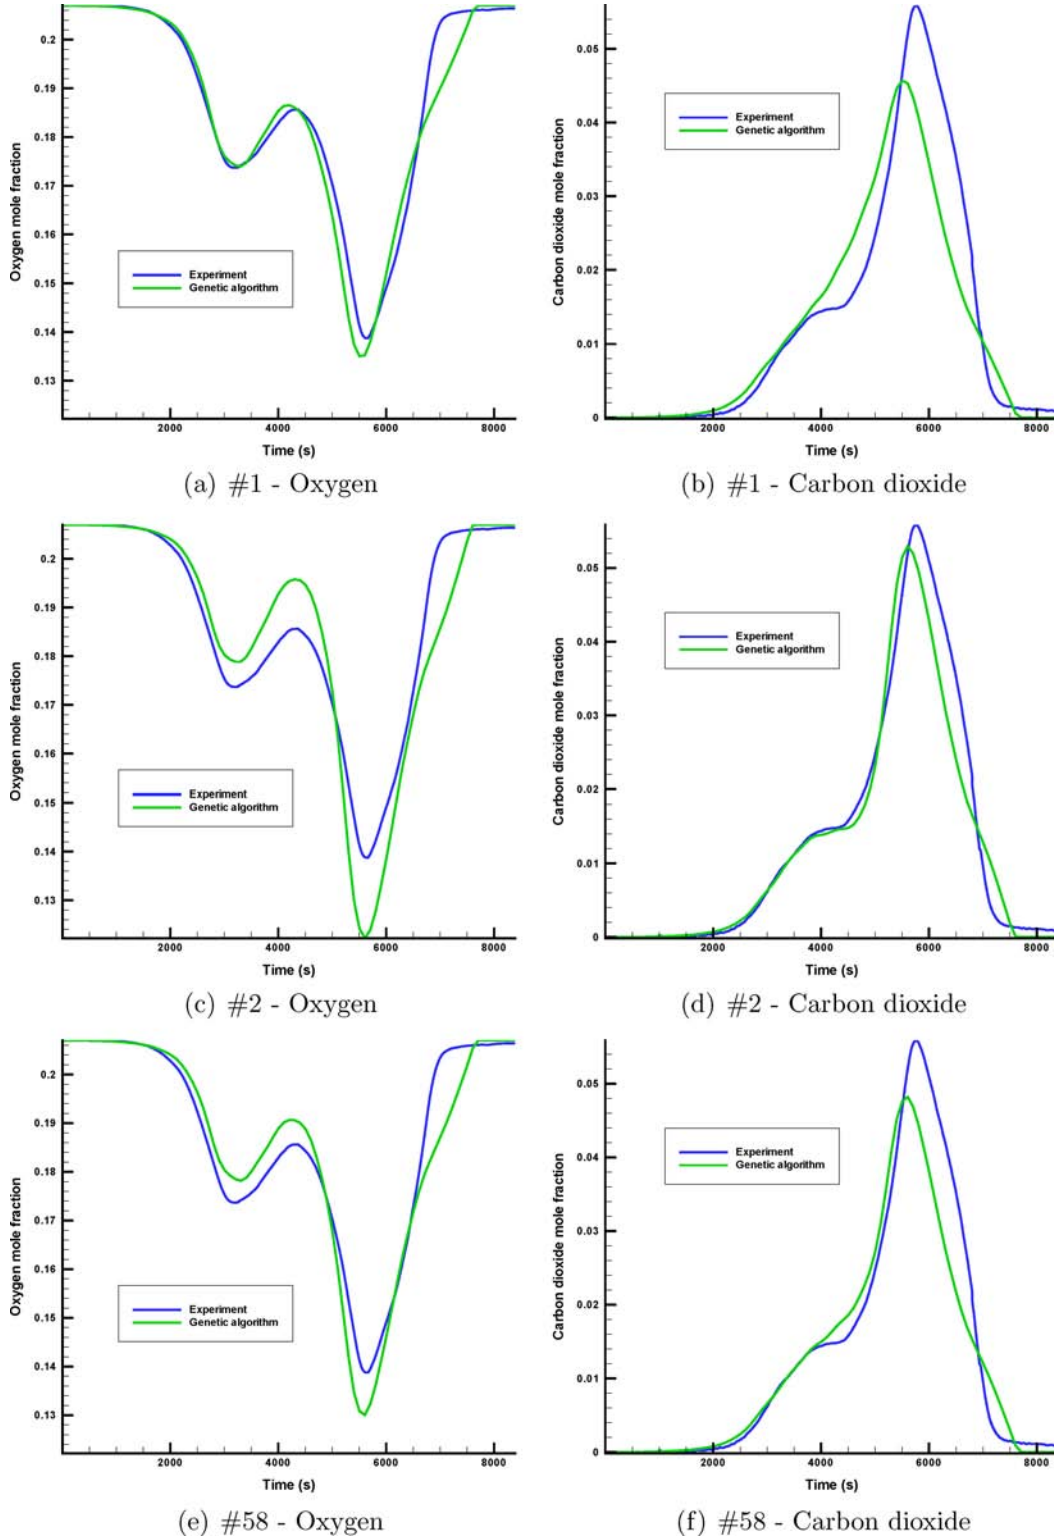 0.2
0.19
0.18
0.17
0.16
0.15
0.14
0.13
Oxygen mole fraction
Experiment
Genetic algorithm
2000 4000 6000 8000
Time (s)
(a) #1 - Oxygen
0.05
0.04
0.03
0.02
0.01
0
Carbon dioxide mole fraction
Experiment
Genetic algorithm
2000 4000 6000 8000
Time (s)
(b) #1 - Carbon dioxide
0.2
0.19
0.18
0.17
0.16
0.15
0.14
0.13
Oxygen mole fraction
Experiment
Genetic algorithm
2000 4000 6000 8000
Time (s)
(c) #2 - Oxygen
0.05
0.04
0.03
0.02
0.01
0
Carbon dioxide mole fraction
Experiment
Genetic algorithm
2000 4000 6000 8000
Time (s)
(d) #2 - Carbon dioxide
0.2
0.19
0.18
0.17
0.16
0.15
0.14
0.13
Oxygen mole fraction
Experiment
Genetic algorithm
2000 4000 6000 8000
Time (s)
(e) #58 - Oxygen
0.05
0.04
0.03
0.02
0.01
0
Carbon dioxide mole fraction
Experiment
Genetic algorithm
2000 4000 6000 8000
Time (s)
(f) #58 - Carbon dioxide